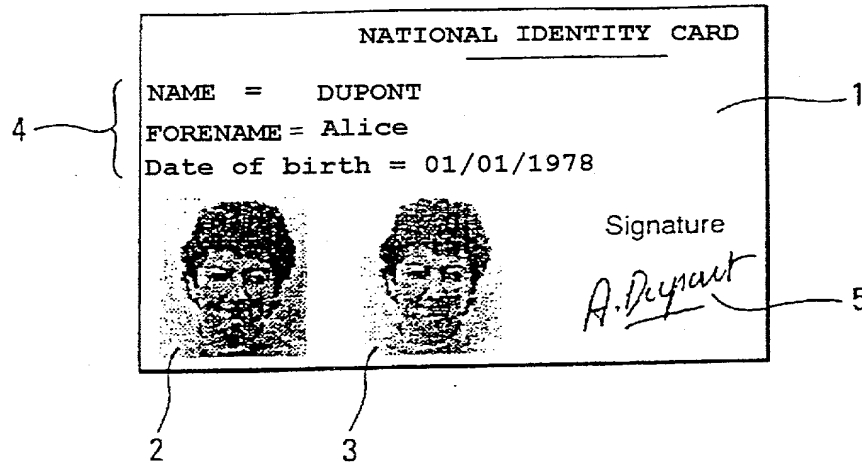 NATIONAL IDENTITY CARD
NAME = DUPONT
FORENAME = Alice
Date of birth = 01/01/1978
Signature
A. Dupont
1
4
5
2
3